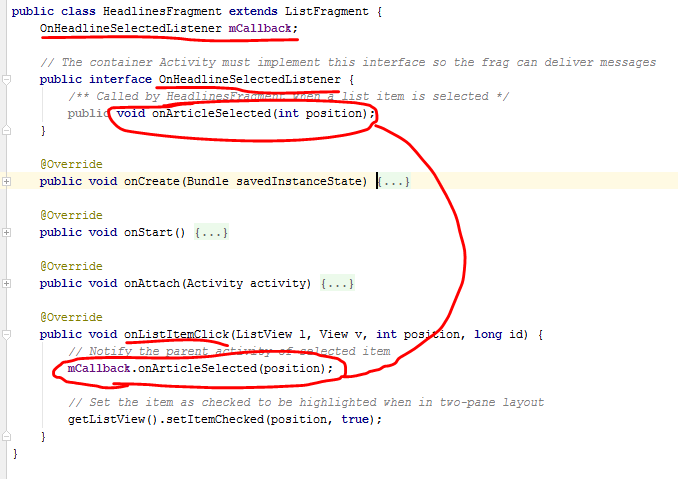 public class HeadlinesFragment extends ListFragment {
OnHeadlineSelectedListener mCallback;
// The container Activity must implement this interface so the frag can deliver messages
public interface OnHeadlineSelectedListener {
/** Called by HeadlinesFragment when a list item is selected */
public void onArticleSelected(int position);
}
@Override
public void onCreate(Bundle savedInstanceState) {...}
@Override
public void onStart() {...}
@Override
public void onAttach(Activity activity) {...}
@Override
public void onListItemClick(ListView l, View v, int position, long id) {
// Notify the parent activity of selected item
mCallback.onArticleSelected(position);
// Set the item as checked to be highlighted when in two-pane layout
getListView().setItemChecked(position, true);
}
}